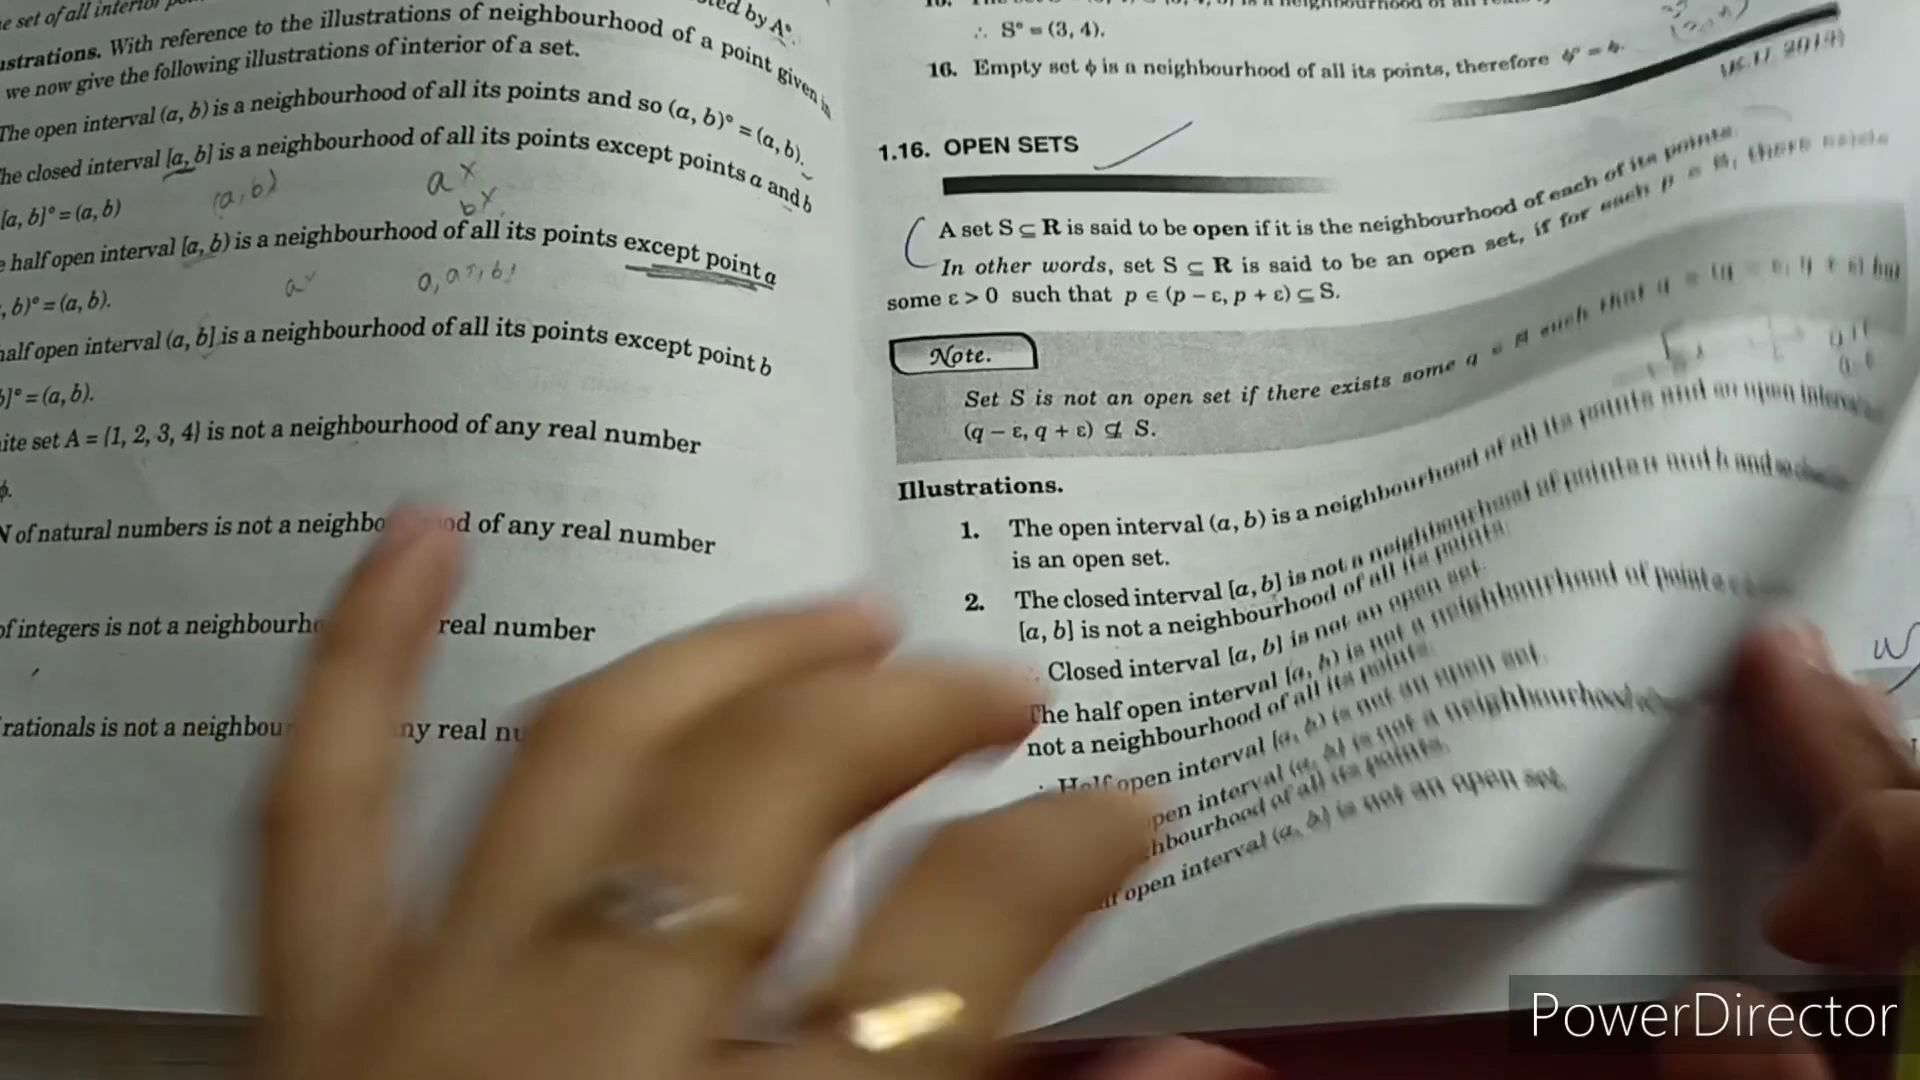 e set of all interior
ted by A°.
ustrations. With reference to the illustrations of neighbourhood of a point given in
we now give the following illustrations of interior of a set.
The open interval (a, b) is a neighbourhood of all its points and so (a, b)° = (a, b).
he closed interval [a, b] is a neighbourhood of all its points except points a and b
[a, b]° = (a, b)
(a, b)
a x
b x
e half open interval [a, b) is a neighbourhood of all its points except point a
, b)° = (a, b).
half open interval (a, b] is a neighbourhood of all its points except point b
b]° = (a, b).
ite set A = {1, 2, 3, 4} is not a neighbourhood of any real number
ϕ.
N of natural numbers is not a neighbo od of any real number
of integers is not a neighbourho real number
rationals is not a neighbour ny real nu
∴ S° = (3, 4).
16. Empty set ϕ is a neighbourhood of all its points, therefore ϕ° = ϕ.
1.16. OPEN SETS
A set S ⊆ R is said to be open if it is the neighbourhood of each of its points.
In other words, set S ⊆ R is said to be an open set, if for each p ∈ S, there exists
some ε > 0 such that p ∈ (p – ε, p + ε) ⊆ S.
Note.
Set S is not an open set if there exists some q ∈ S such that q ∈ (q – ε, q + ε) but
(q – ε, q + ε) ⊄ S.
Illustrations.
1. The open interval (a, b) is a neighbourhood of all its points and an open interval
is an open set.
2. The closed interval [a, b] is not a neighbourhood of points a and b and so
[a, b] is not a neighbourhood of all its points.
Closed interval [a, b] is not an open set.
The half open interval [a, b) is not a neighbourhood of point
not a neighbourhood of all its points.
∴ Half open interval [a, b) is not an open set.
pen interval (a, b] is not a neighbourhood
hbourhood of all its points.
open interval (a, b] is not an open set.
PowerDirector